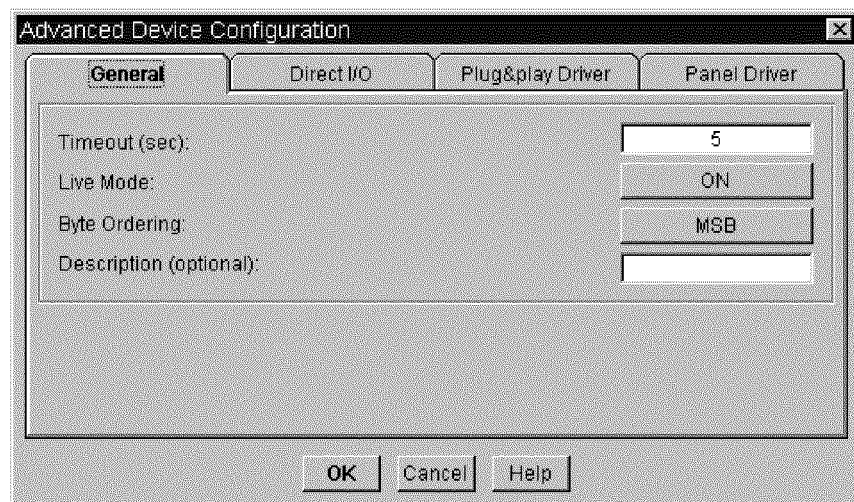 Advanced Device Configuration
General Direct I/O Plug&play Driver Panel Driver
Timeout (sec): 5
Live Mode: ON
Byte Ordering: MSB
Description (optional):
OK Cancel Help